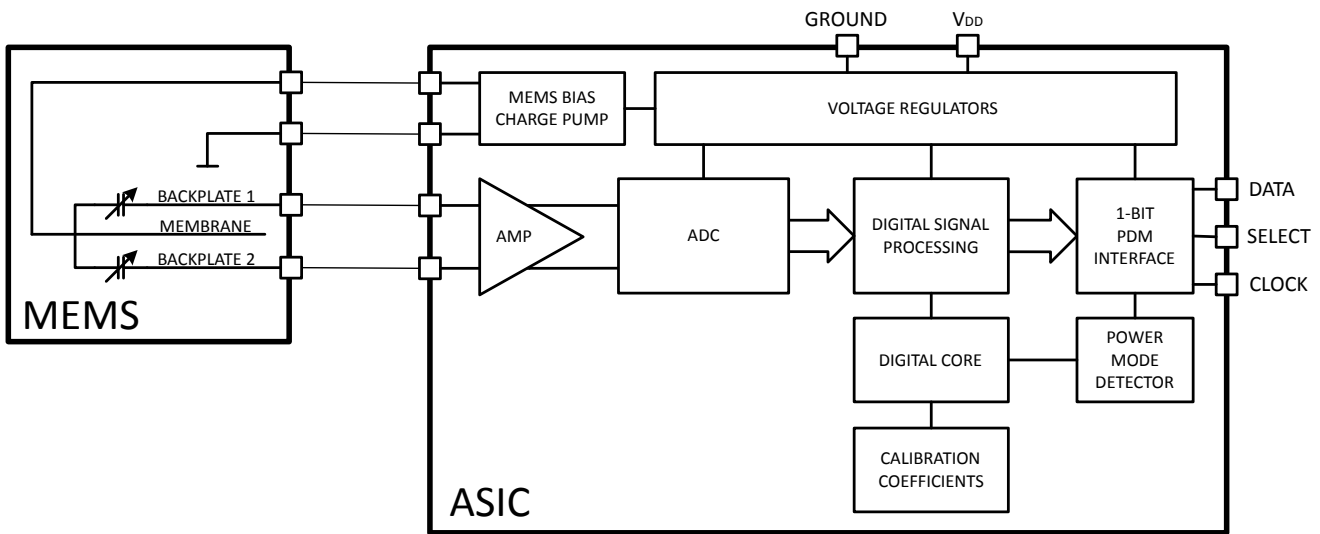 GROUND
VDD
MEMS BIAS
CHARGE PUMP
VOLTAGE REGULATORS
BACKPLATE 1
MEMBRANE
BACKPLATE 2
MEMS
AMP
ADC
DIGITAL SIGNAL
PROCESSING
1-BIT
PDM
INTERFACE
DATA
SELECT
CLOCK
DIGITAL CORE
POWER
MODE
DETECTOR
CALIBRATION
COEFFICIENTS
ASIC